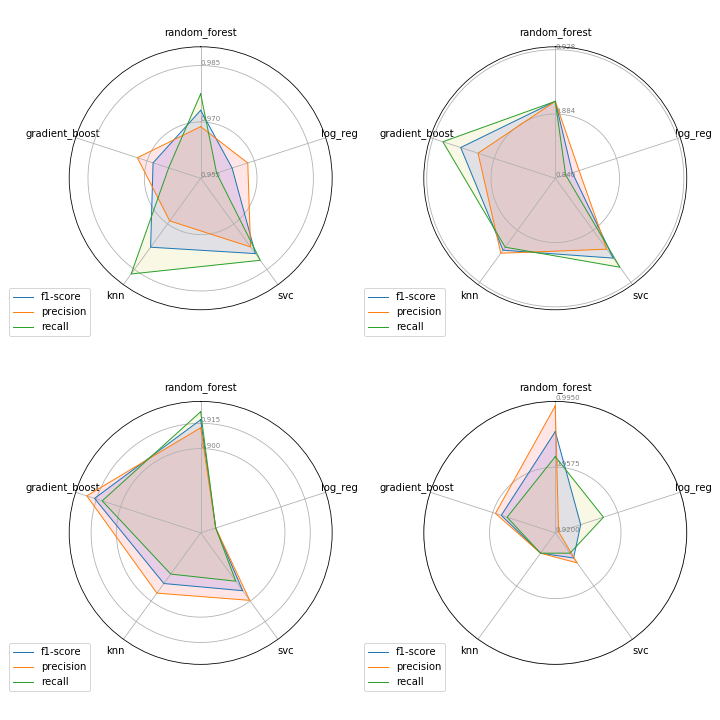 random_forest
0.985
0.970
0.955
gradient_boost
log_reg
knn
svc
f1-score
precision
recall
random_forest
0.928
0.884
gradient_boost
log_reg
knn
svc
f1-score
precision
recall
random_forest
0.915
0.900
gradient_boost
log_reg
knn
svc
f1-score
precision
recall
random_forest
0.9950
0.9575
0.9200
gradient_boost
log_reg
knn
svc
f1-score
precision
recall